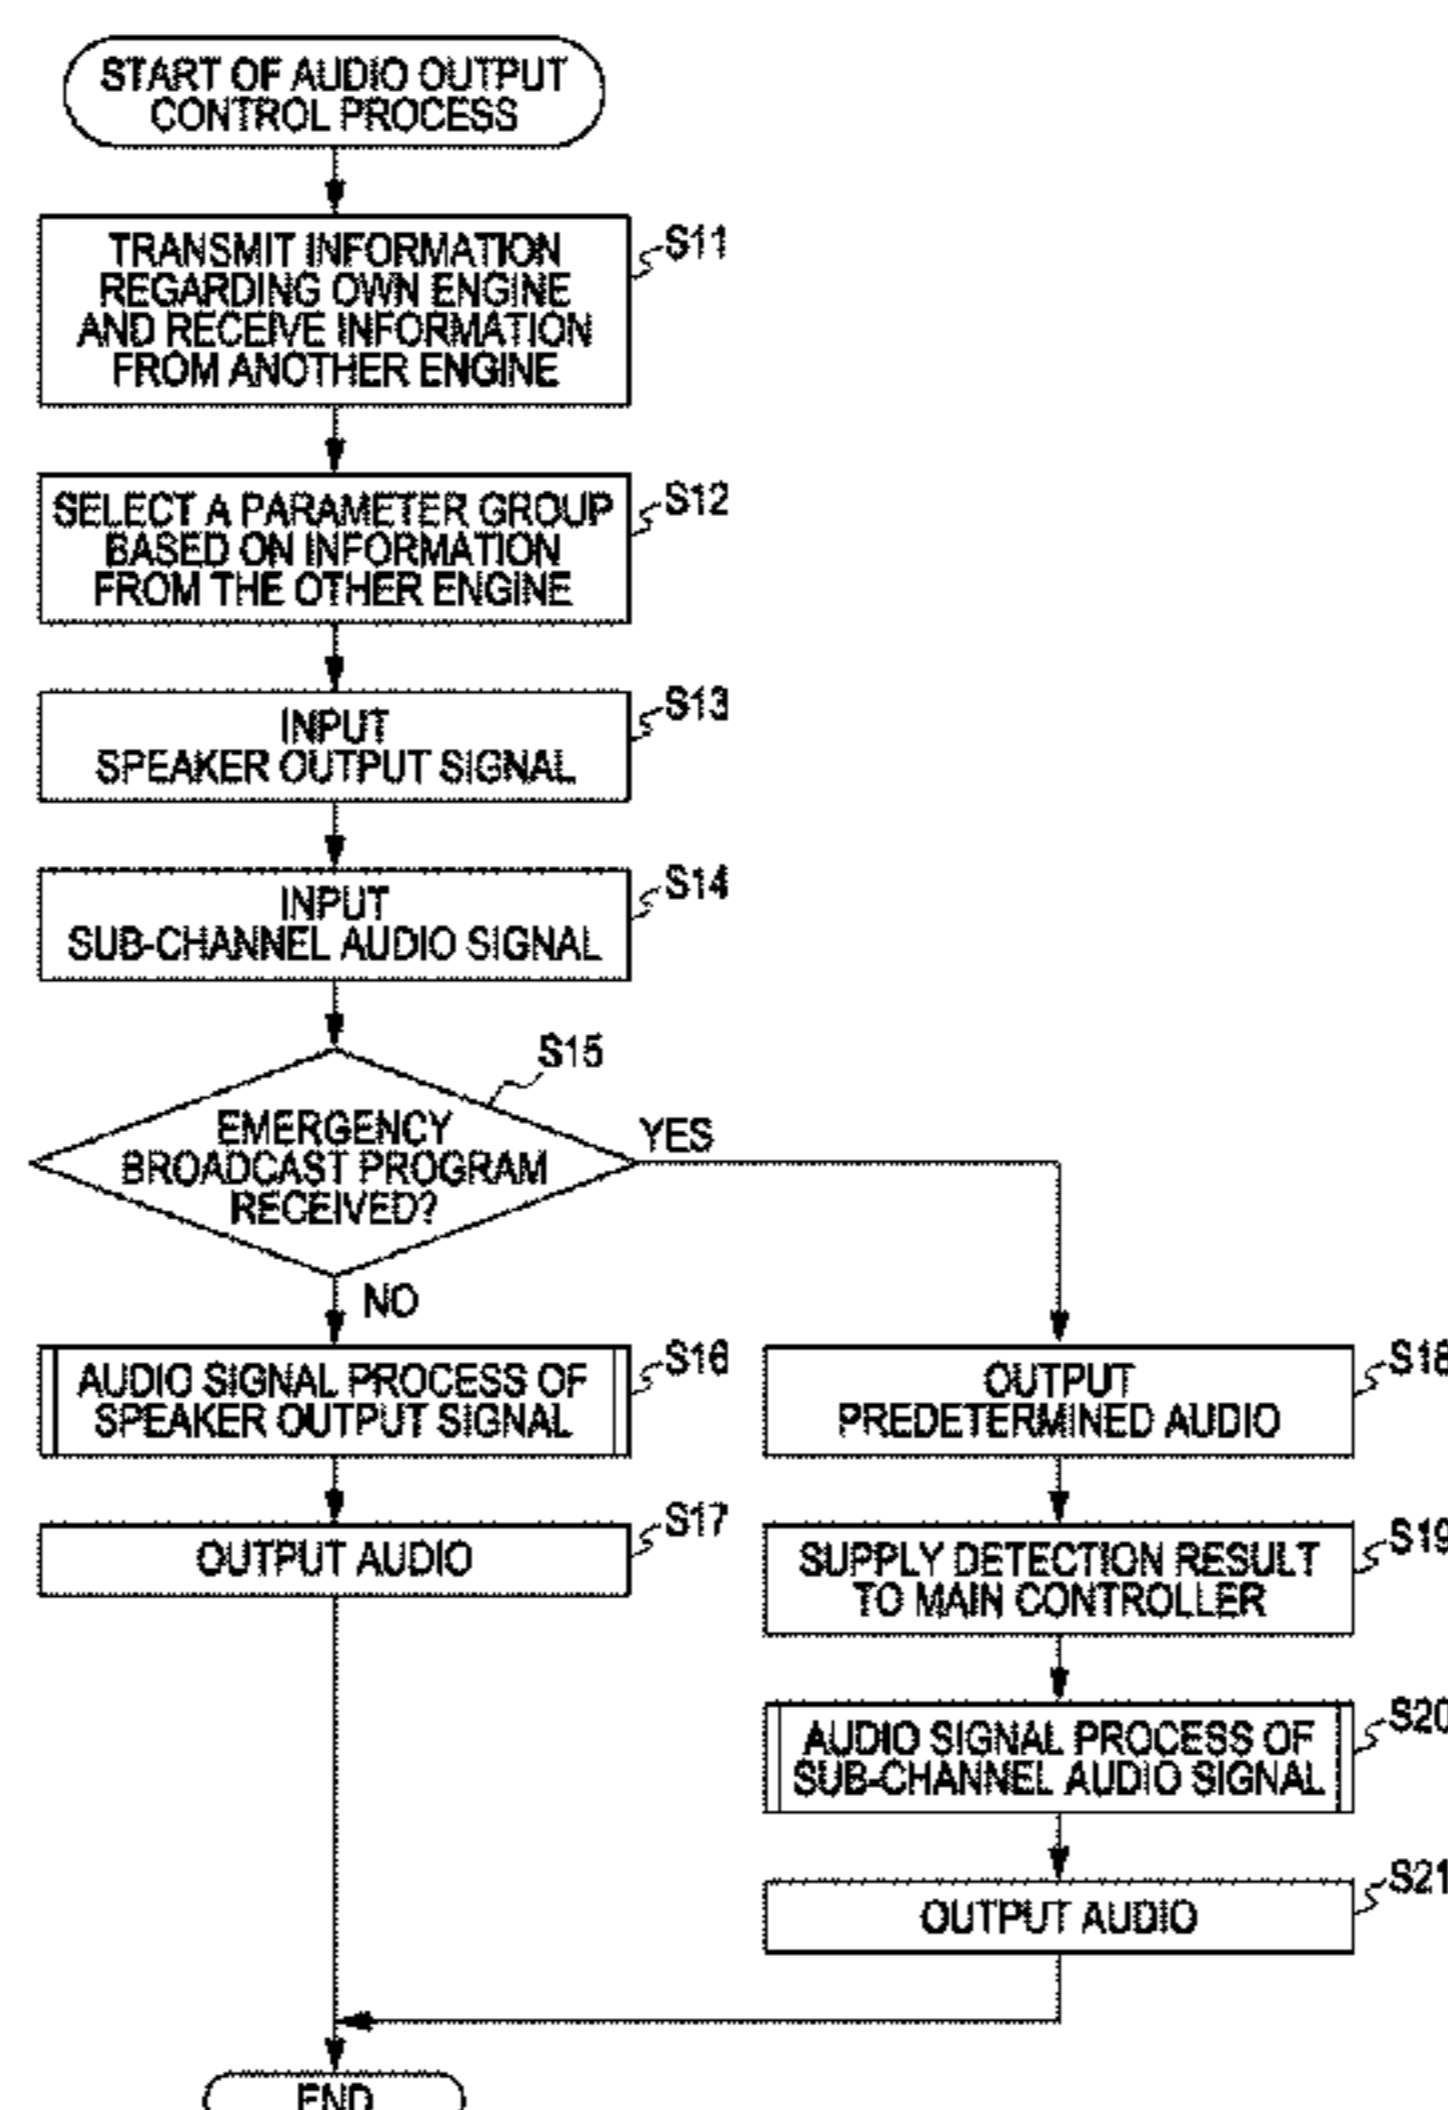 START OF AUDIO OUTPUT
CONTROL PROCESS
TRANSMIT INFORMATION
REGARDING OWN ENGINE
AND RECEIVE INFORMATION
FROM ANOTHER ENGINE
S11
SELECT A PARAMETER GROUP
BASED ON INFORMATION
FROM THE OTHER ENGINE
S12
INPUT
SPEAKER OUTPUT SIGNAL
S13
INPUT
SUB-CHANNEL AUDIO SIGNAL
S14
S15
EMERGENCY
BROADCAST PROGRAM
RECEIVED?
YES
NO
AUDIO SIGNAL PROCESS OF
SPEAKER OUTPUT SIGNAL
S16
OUTPUT AUDIO
S17
OUTPUT
PREDETERMINED AUDIO
S18
SUPPLY DETECTION RESULT
TO MAIN CONTROLLER
S19
AUDIO SIGNAL PROCESS OF
SUB-CHANNEL AUDIO SIGNAL
S20
OUTPUT AUDIO
S21
END